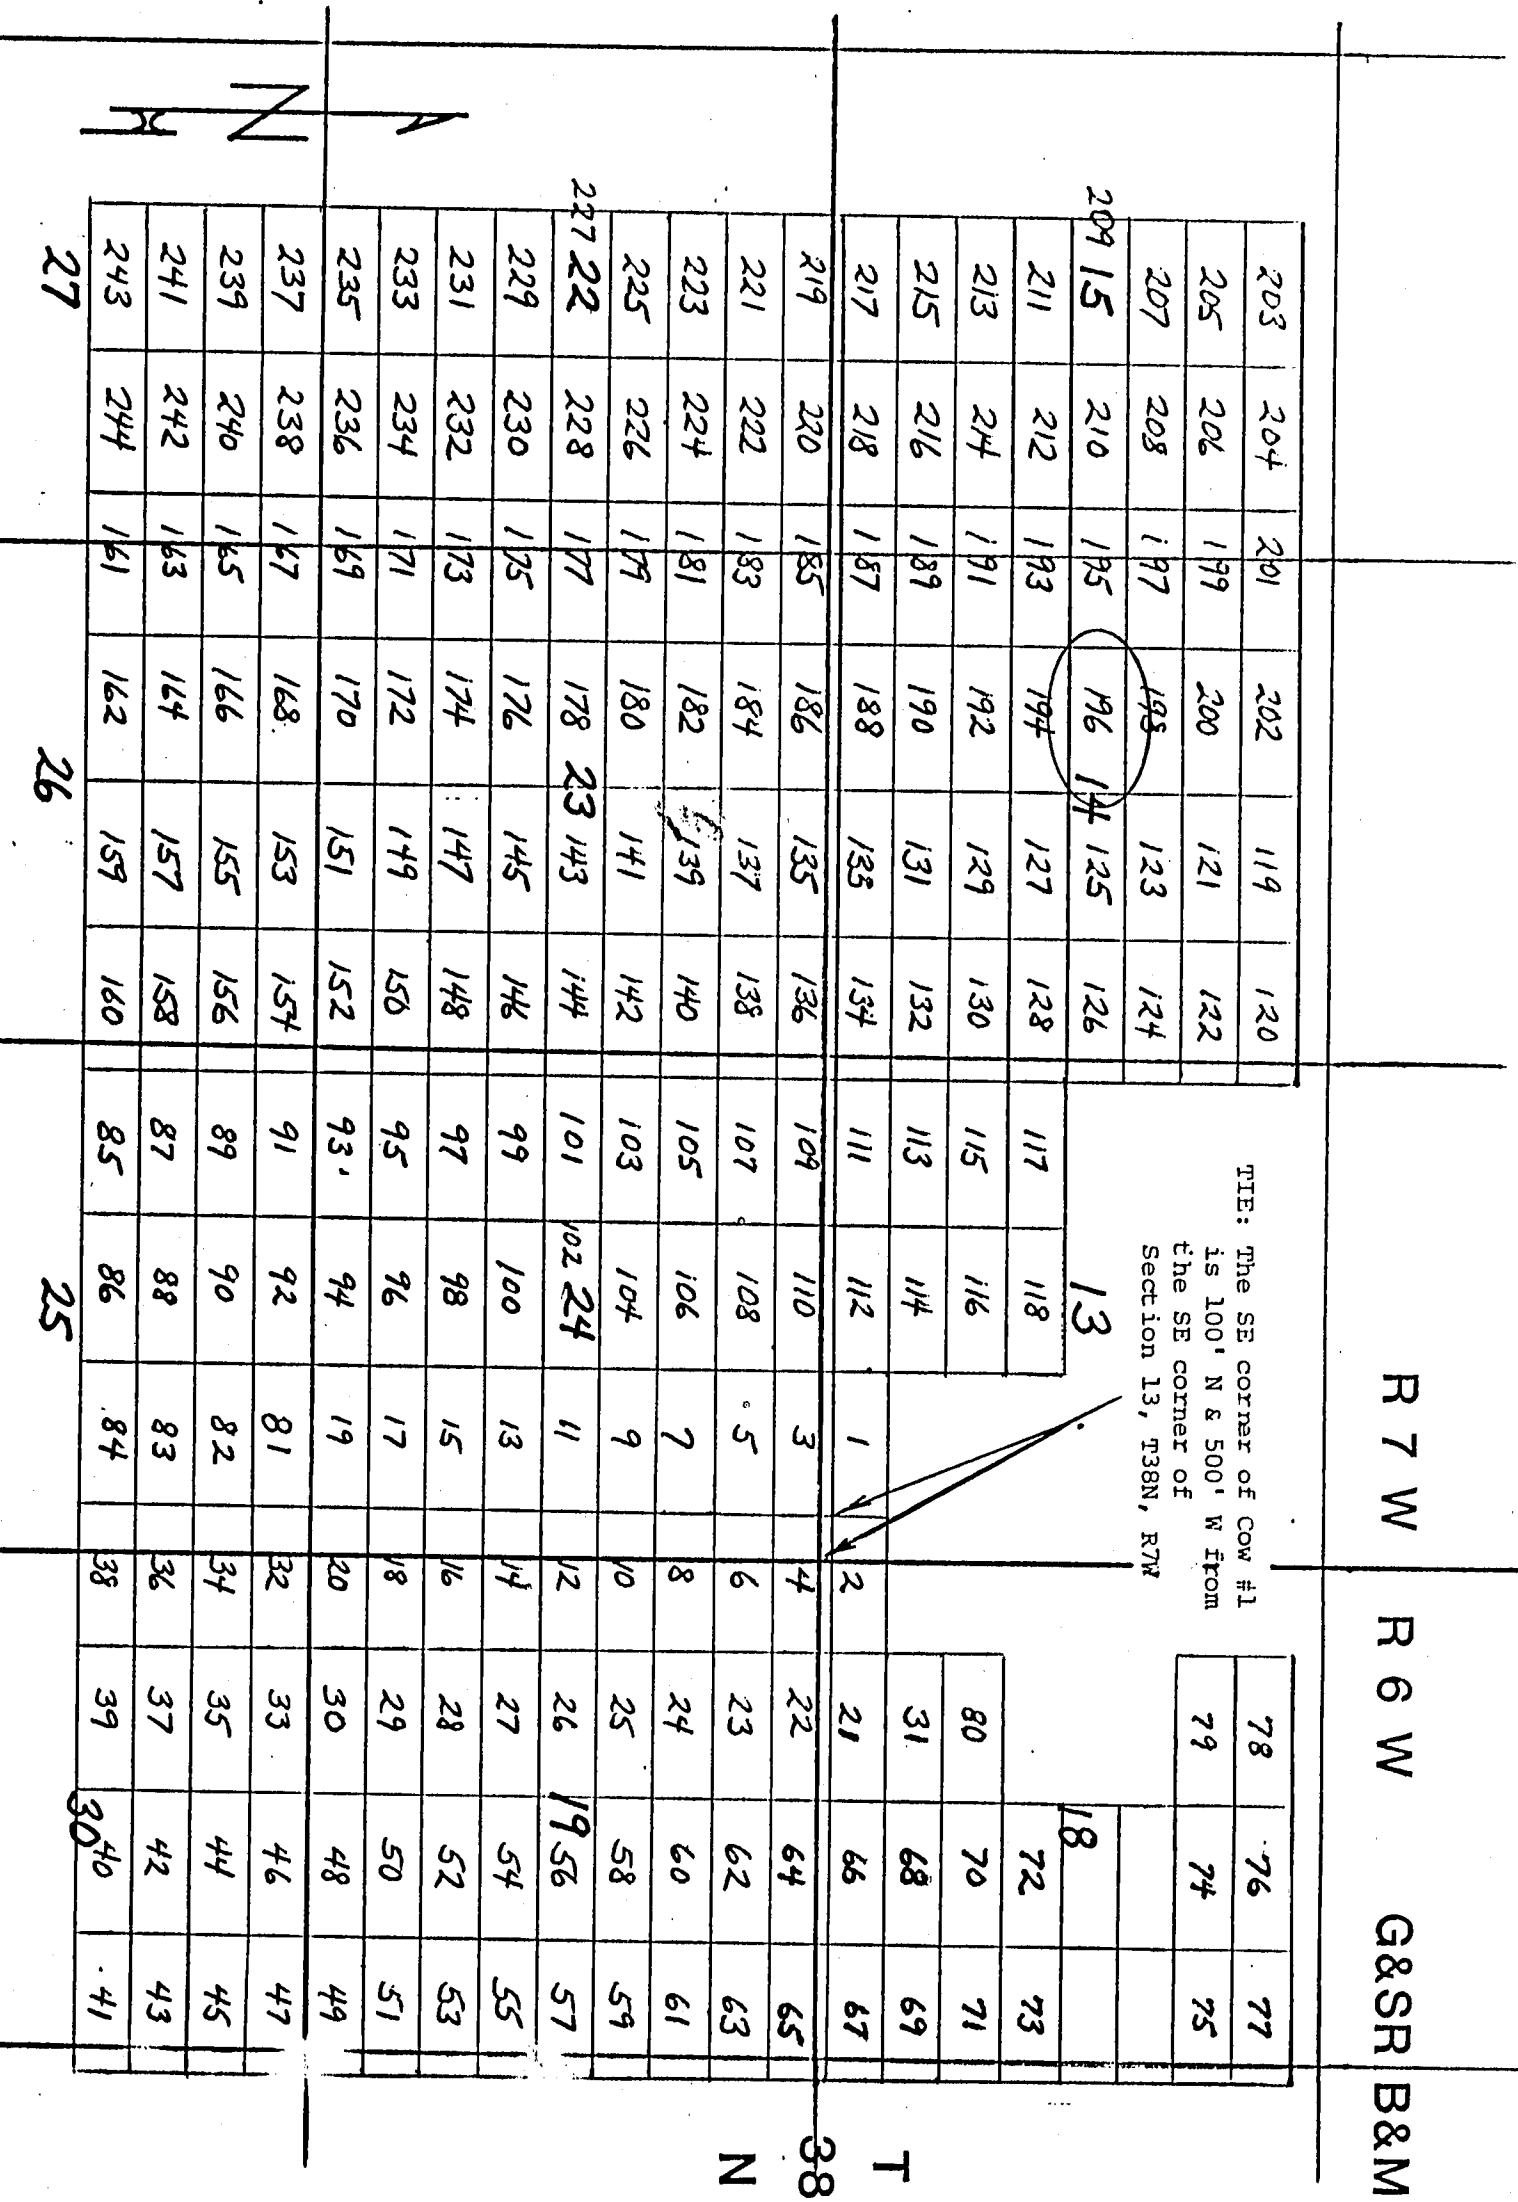 R 7 W R 6 W G&SR B&M
TIE: The SE corner of COW #1
is 100' N & 500' W from
the SE corner of
Section 13, T38N, R7W
203 204 201 202 119 120 78 76 77
205 206 199 200 121 122 79 74 75
207 208 197 198 123 124
209 15 210 195 196 14 125 126 13 18
211 212 193 194 127 128 117 118 72 73
213 214 191 192 129 130 115 116 80 70 71
215 216 189 190 131 132 113 114 31 68 69
217 218 187 188 133 134 111 112 1 2 21 66 67
T
219 220 185 186 135 136 109 110 3 4 22 64 65
38
221 222 183 184 137 138 107 108 5 6 23 62 63
N
223 224 181 182 139 140 105 106 7 8 24 60 61
225 226 179 180 141 142 103 104 9 10 25 58 59
227 22 228 177 178 23 143 144 101 102 24 11 12 26 19 56 57
229 230 175 176 145 146 99 100 13 14 27 54 55
231 232 173 174 147 148 97 98 15 16 28 52 53
233 234 171 172 149 150 95 96 17 18 29 50 51
235 236 169 170 151 152 93 94 19 20 30 48 49
N
237 238 167 168 153 154 91 92 81 32 33 46 47
239 240 165 166 155 156 89 90 82 34 35 44 45
241 242 163 164 157 158 87 88 83 36 37 42 43
243 244 161 162 159 160 85 86 84 38 39 40 41
30
27 26 25